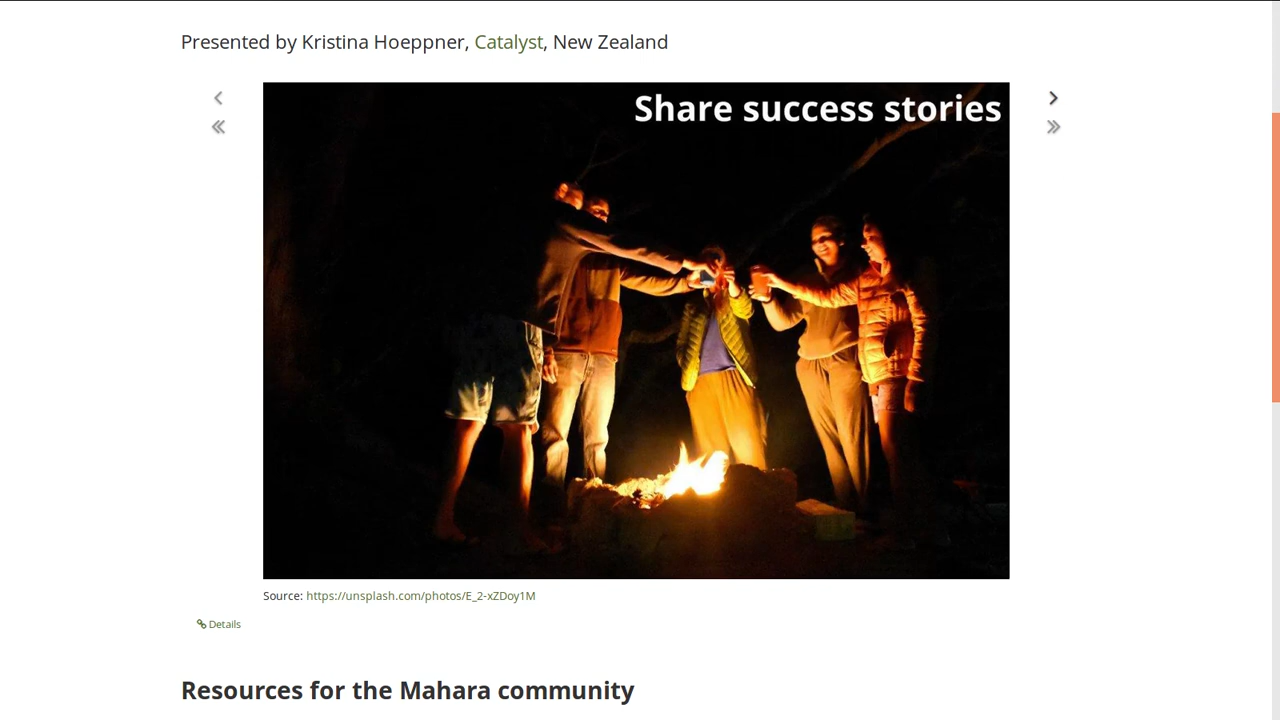 Presented by Kristina Hoeppner, Catalyst, New Zealand
Share success stories
Source: https://unsplash.com/photos/E_2-xZDoy1M
Details
Resources for the Mahara community